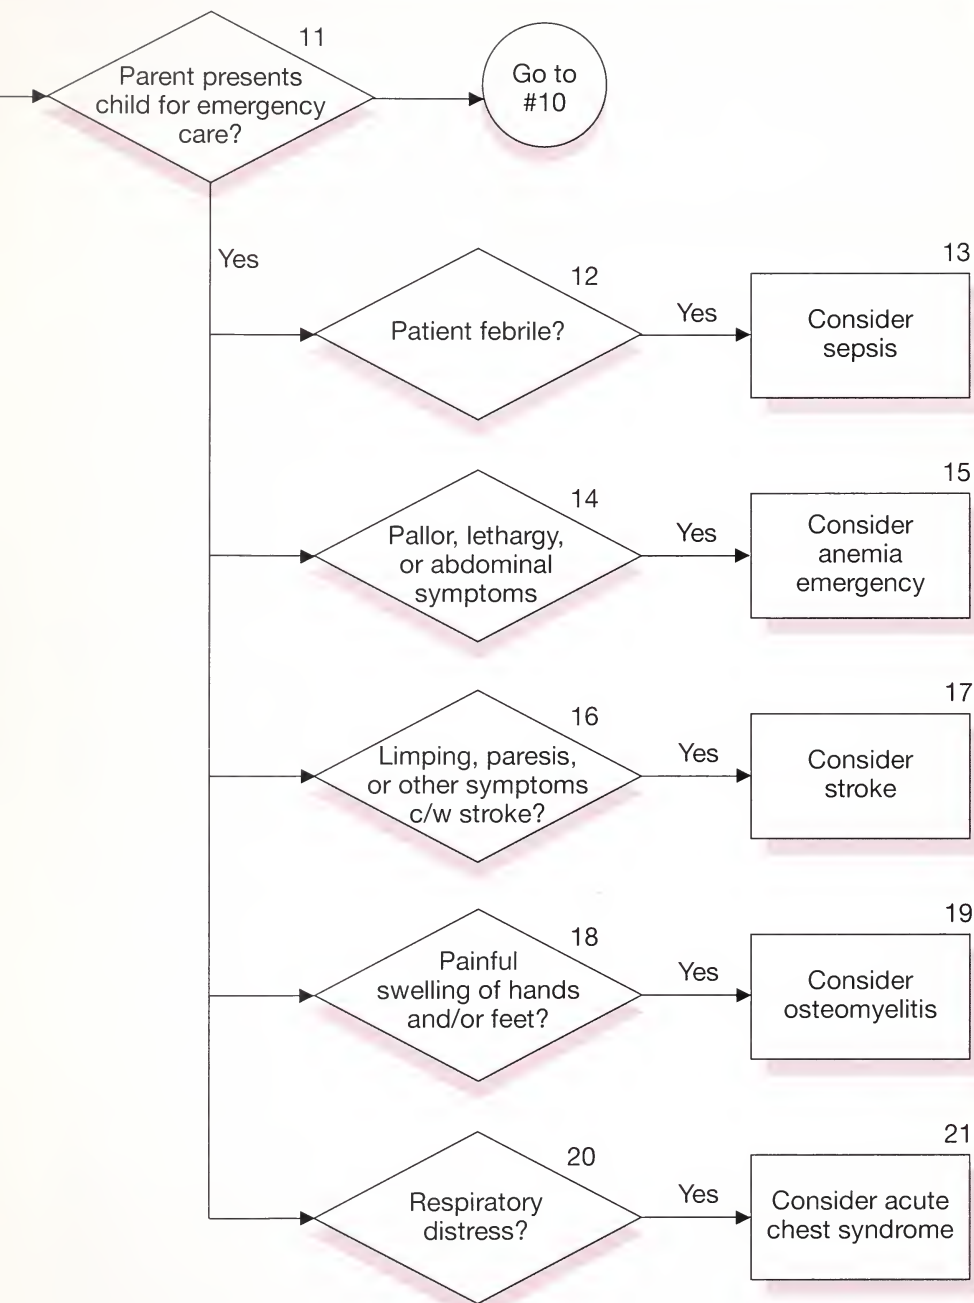 11
Parent presents
child for emergency
care?
Go to
#10
Yes
12
Patient febrile?
Yes
13
Consider
sepsis
14
Pallor, lethargy,
or abdominal
symptoms
Yes
15
Consider
anemia
emergency
16
Limping, paresis,
or other symptoms
c/w stroke?
Yes
17
Consider
stroke
18
Painful
swelling of hands
and/or feet?
Yes
19
Consider
osteomyelitis
20
Respiratory
distress?
Yes
21
Consider acute
chest syndrome